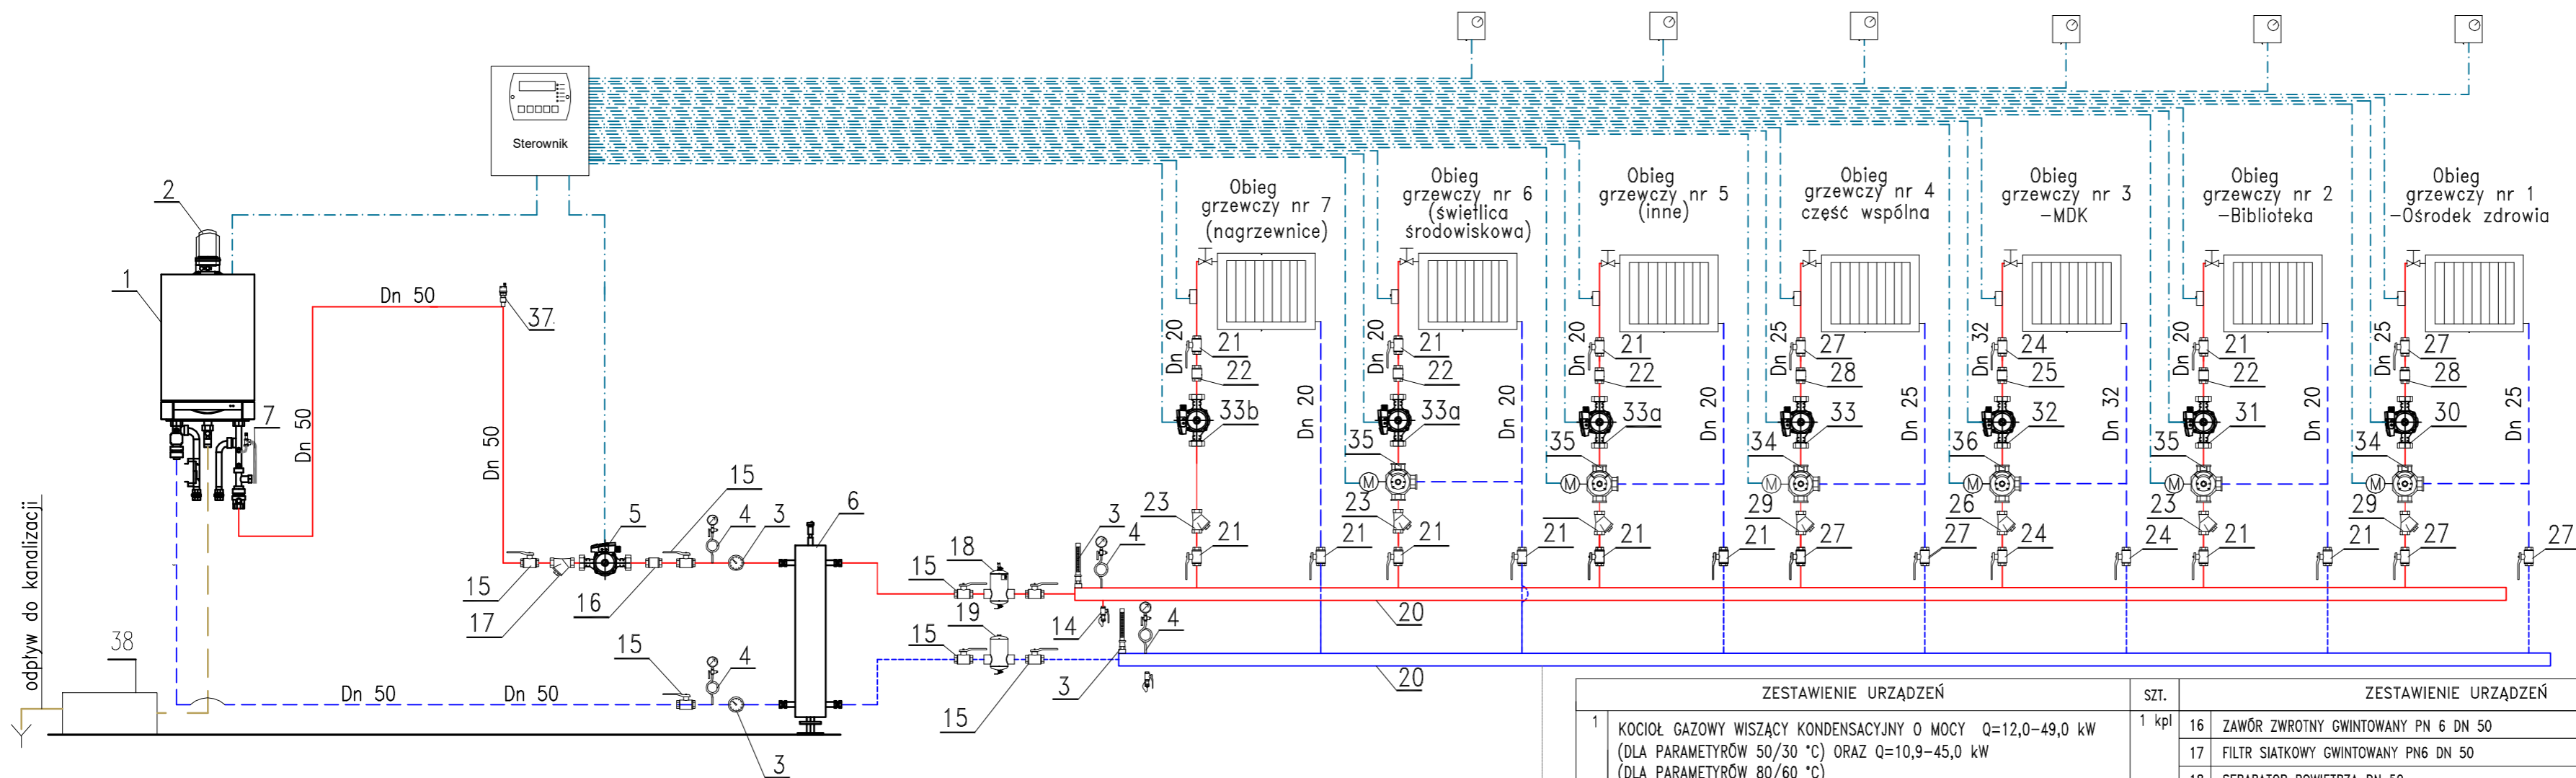 Sterownik
Obieg
grzewczy nr 7
(nagrzewnice)
Obieg
grzewczy nr 6
(świetlica
środowiskowa)
Obieg
grzewczy nr 5
(inne)
Obieg
grzewczy nr 4
część wspólna
Obieg
grzewczy nr 3
-MDK
Obieg
grzewczy nr 2
-Biblioteka
Obieg
grzewczy nr 1
-Ośrodek zdrowia
2
1
7
Dn 50
Dn 50
Dn 50
37
15
17
5
16
15
4
3
6
odpływ do kanalizacji
38
Dn 50
Dn 50
15
4
3
15
18
19
15
15
3
4
14
3
4
20
20
Dn 20
21
22
33b
Dn 20
23
21
21
Dn 20
21
22
33a
Dn 20
35
M
23
21
21
Dn 20
21
22
33a
Dn 20
35
M
21
21
Dn 25
27
28
33
Dn 25
34
M
29
27
27
Dn 32
24
25
32
Dn 32
36
M
26
24
24
Dn 20
21
22
31
Dn 20
35
M
23
21
21
Dn 25
27
28
30
Dn 25
34
M
29
27
27
ZESTAWIENIE URZĄDZEŃ
SZT.
ZESTAWIENIE URZĄDZEŃ
1
KOCIOŁ GAZOWY WISZĄCY KONDENSACYJNY O MOCY Q=12,0-49,0 kW
(DLA PARAMETYRÓW 50/30 °C) ORAZ Q=10,9-45,0 kW
(DLA PARAMETYRÓW 80/60 °C)
1 kpl
16 ZAWÓR ZWROTNY GWINTOWANY PN 6 DN 50
17 FILTR SIATKOWY GWINTOWANY PN6 DN 50
18 SEPARATOR POWIETRZA DN 50